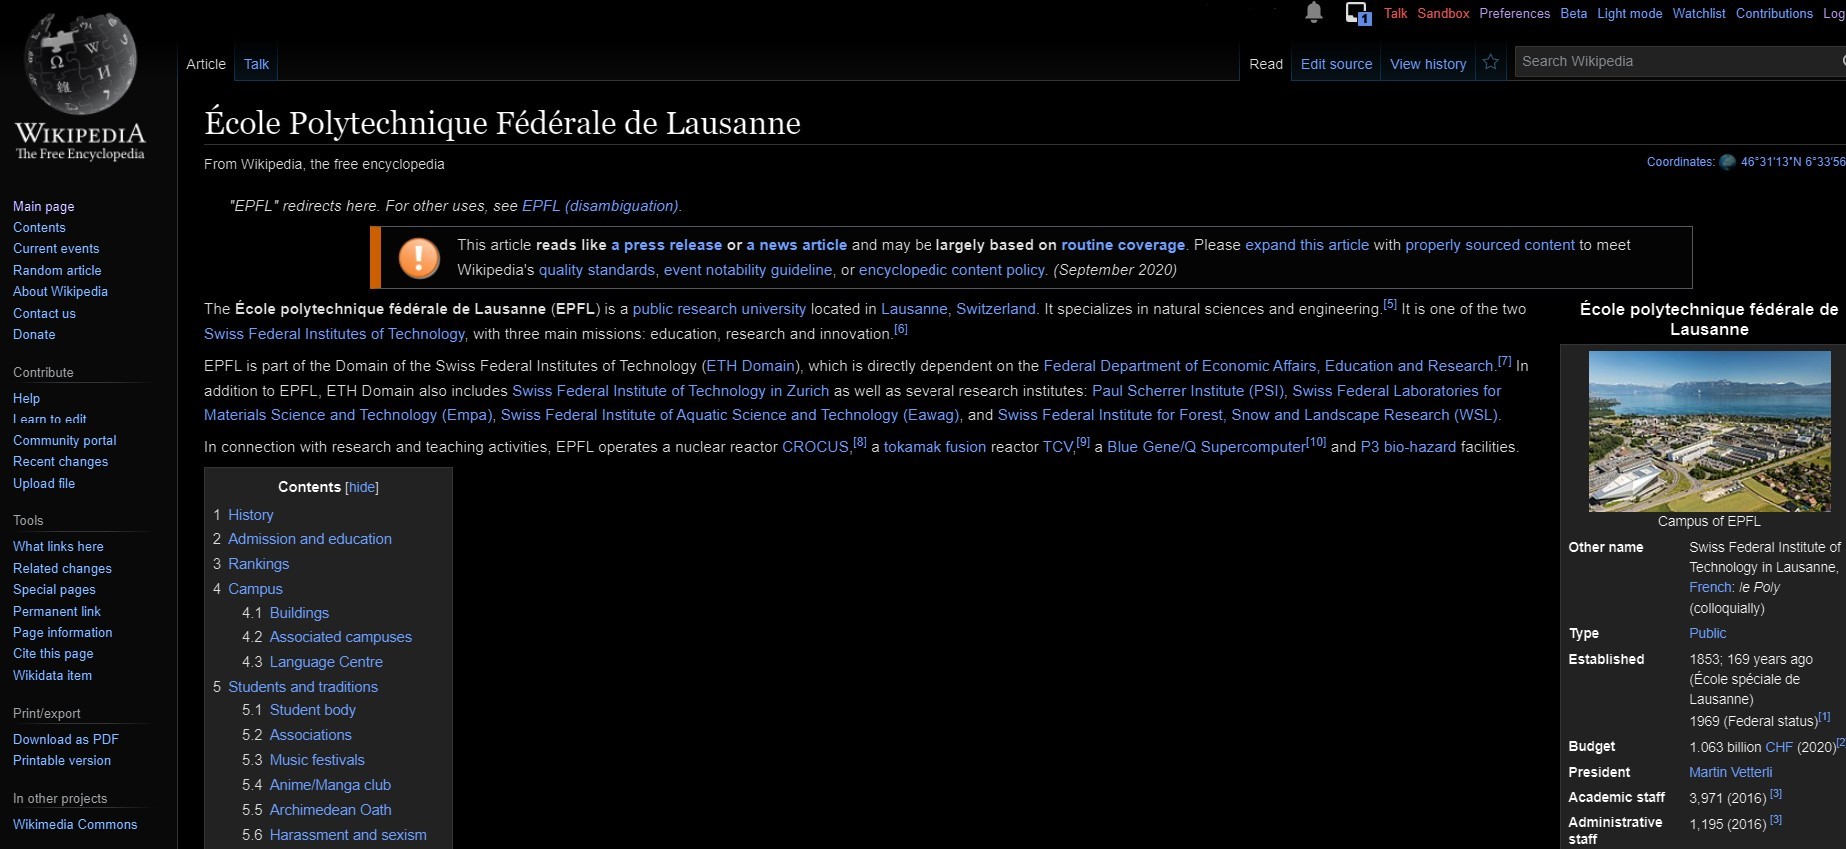 WIKIPEDIA
The Free Encyclopedia
1
Talk Sandbox Preferences Beta Light mode Watchlist Contributions Log
Article Talk
Read Edit source View history
Search Wikipedia
École Polytechnique Fédérale de Lausanne
From Wikipedia, the free encyclopedia
Coordinates: 46°31′13″N 6°33′56
"EPFL" redirects here. For other uses, see EPFL (disambiguation).
This article reads like a press release or a news article and may be largely based on routine coverage. Please expand this article with properly sourced content to meet
Wikipedia's quality standards, event notability guideline, or encyclopedic content policy. (September 2020)
The École polytechnique fédérale de Lausanne (EPFL) is a public research university located in Lausanne, Switzerland. It specializes in natural sciences and engineering.[5] It is one of the two
Swiss Federal Institutes of Technology, with three main missions: education, research and innovation.[6]
EPFL is part of the Domain of the Swiss Federal Institutes of Technology (ETH Domain), which is directly dependent on the Federal Department of Economic Affairs, Education and Research.[7] In
addition to EPFL, ETH Domain also includes Swiss Federal Institute of Technology in Zurich as well as several research institutes: Paul Scherrer Institute (PSI), Swiss Federal Laboratories for
Materials Science and Technology (Empa), Swiss Federal Institute of Aquatic Science and Technology (Eawag), and Swiss Federal Institute for Forest, Snow and Landscape Research (WSL).
In connection with research and teaching activities, EPFL operates a nuclear reactor CROCUS,[8] a tokamak fusion reactor TCV,[9] a Blue Gene/Q Supercomputer[10] and P3 bio-hazard facilities.
Contents [hide]
1 History
2 Admission and education
3 Rankings
4 Campus
4.1 Buildings
4.2 Associated campuses
4.3 Language Centre
5 Students and traditions
5.1 Student body
5.2 Associations
5.3 Music festivals
5.4 Anime/Manga club
5.5 Archimedean Oath
5.6 Harassment and sexism
École polytechnique fédérale de
Lausanne
Campus of EPFL
Other name Swiss Federal Institute of
Technology in Lausanne,
French: le Poly
(colloquially)
Type Public
Established 1853; 169 years ago
(École spéciale de
Lausanne)
1969 (Federal status)[1]
Budget 1.063 billion CHF (2020)[2
President Martin Vetterli
Academic staff 3,971 (2016) [3]
Administrative
staff 1,195 (2016) [3]
Main page
Contents
Current events
Random article
About Wikipedia
Contact us
Donate
Contribute
Help
Learn to edit
Community portal
Recent changes
Upload file
Tools
What links here
Related changes
Special pages
Permanent link
Page information
Cite this page
Wikidata item
Print/export
Download as PDF
Printable version
In other projects
Wikimedia Commons